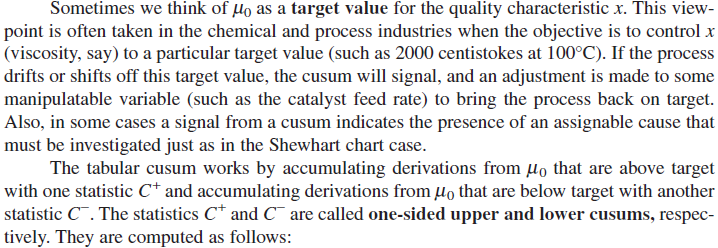 Sometimes we think of μ0 as a target value for the quality characteristic x. This view-
point is often taken in the chemical and process industries when the objective is to control x
(viscosity, say) to a particular target value (such as 2000 centistokes at 100°C). If the process
drifts or shifts off this target value, the cusum will signal, and an adjustment is made to some
manipulatable variable (such as the catalyst feed rate) to bring the process back on target.
Also, in some cases a signal from a cusum indicates the presence of an assignable cause that
must be investigated just as in the Shewhart chart case.
The tabular cusum works by accumulating derivations from μ0 that are above target
with one statistic C⁺ and accumulating derivations from μ0 that are below target with another
statistic C⁻. The statistics C⁺ and C⁻ are called one-sided upper and lower cusums, respec-
tively. They are computed as follows: